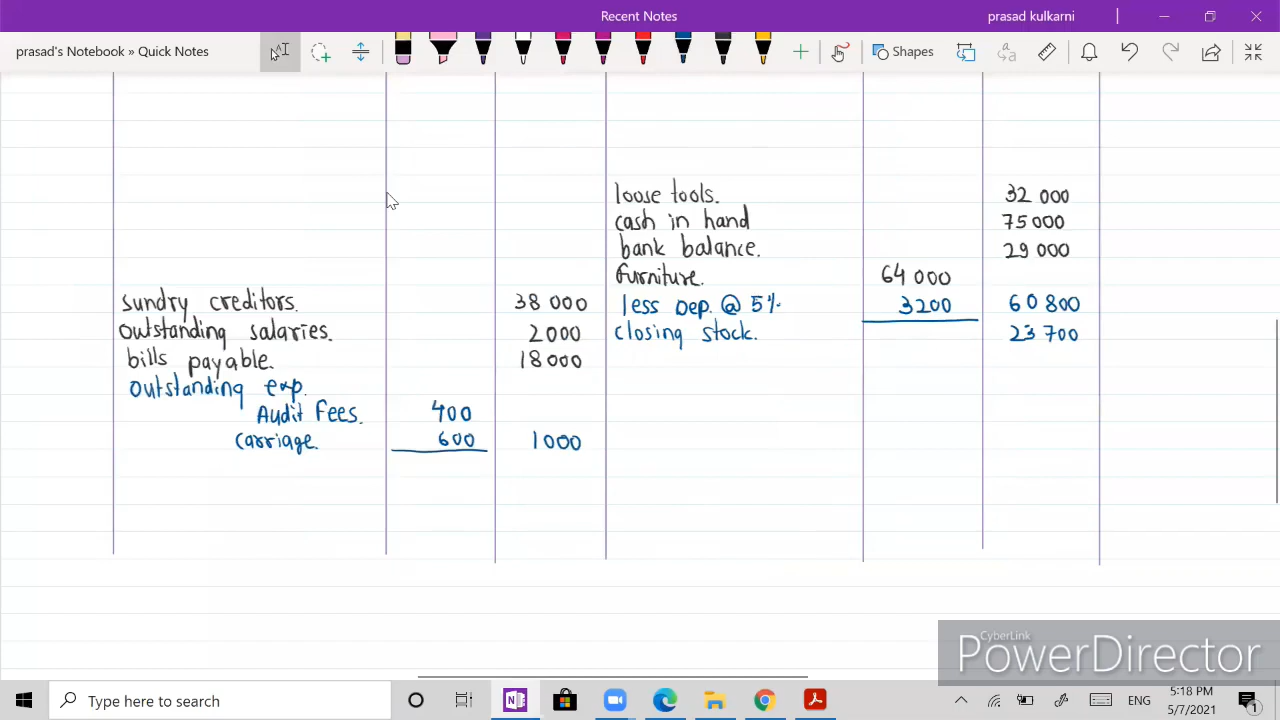 Recent Notes
prasad kulkarni
prasad's Notebook » Quick Notes
Shapes
loose tools. 32 000
cash in hand 75 000
bank balance. 29 000
furniture. 64 000
sundry creditors. 38 000
less Dep. @ 5% 3200 60 800
outstanding salaries. 2000
closing stock. 23 700
bills payable. 18 000
outstanding exp.
Audit fees. 400
carriage. 600 1000
CyberLink
PowerDirector
Type here to search
ENG
5:18 PM
5/7/2021